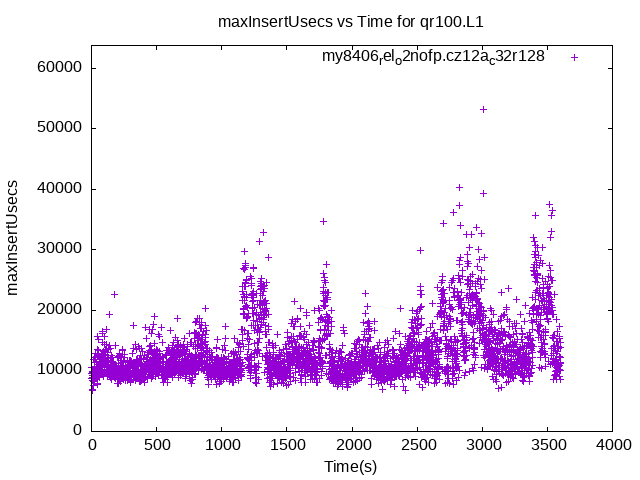 maxInsertUsecs vs Time for qr100.L1
my8406_rel_o2nofp.cz12a_c32r128
60000
50000
40000
30000
20000
10000
0
maxInsertUsecs
0 500 1000 1500 2000 2500 3000 3500 4000
Time(s)